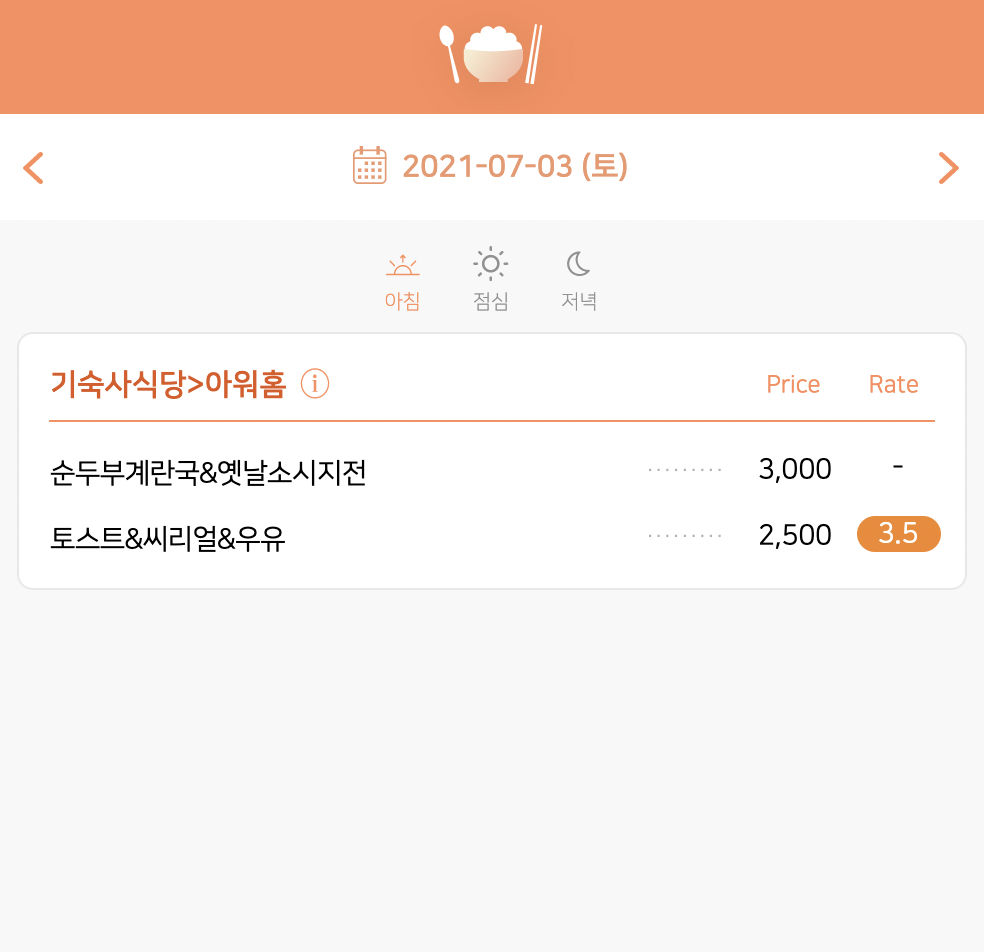 2021-07-03 (토)
아침 점심 저녁
기숙사식당>아워홈 ⓘ Price Rate
순두부계란국&옛날소시지전 ········· 3,000 -
토스트&씨리얼&우유 ········· 2,500 3.5